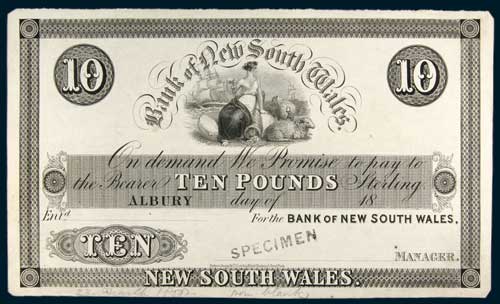 Bank of New South Wales.
10 10
On demand We Promise to pay to
the Bearer TEN POUNDS Sterling
ALBURY day of 18
Ent'd For the BANK OF NEW SOUTH WALES.
SPECIMEN
TEN MANAGER.
NEW SOUTH WALES.